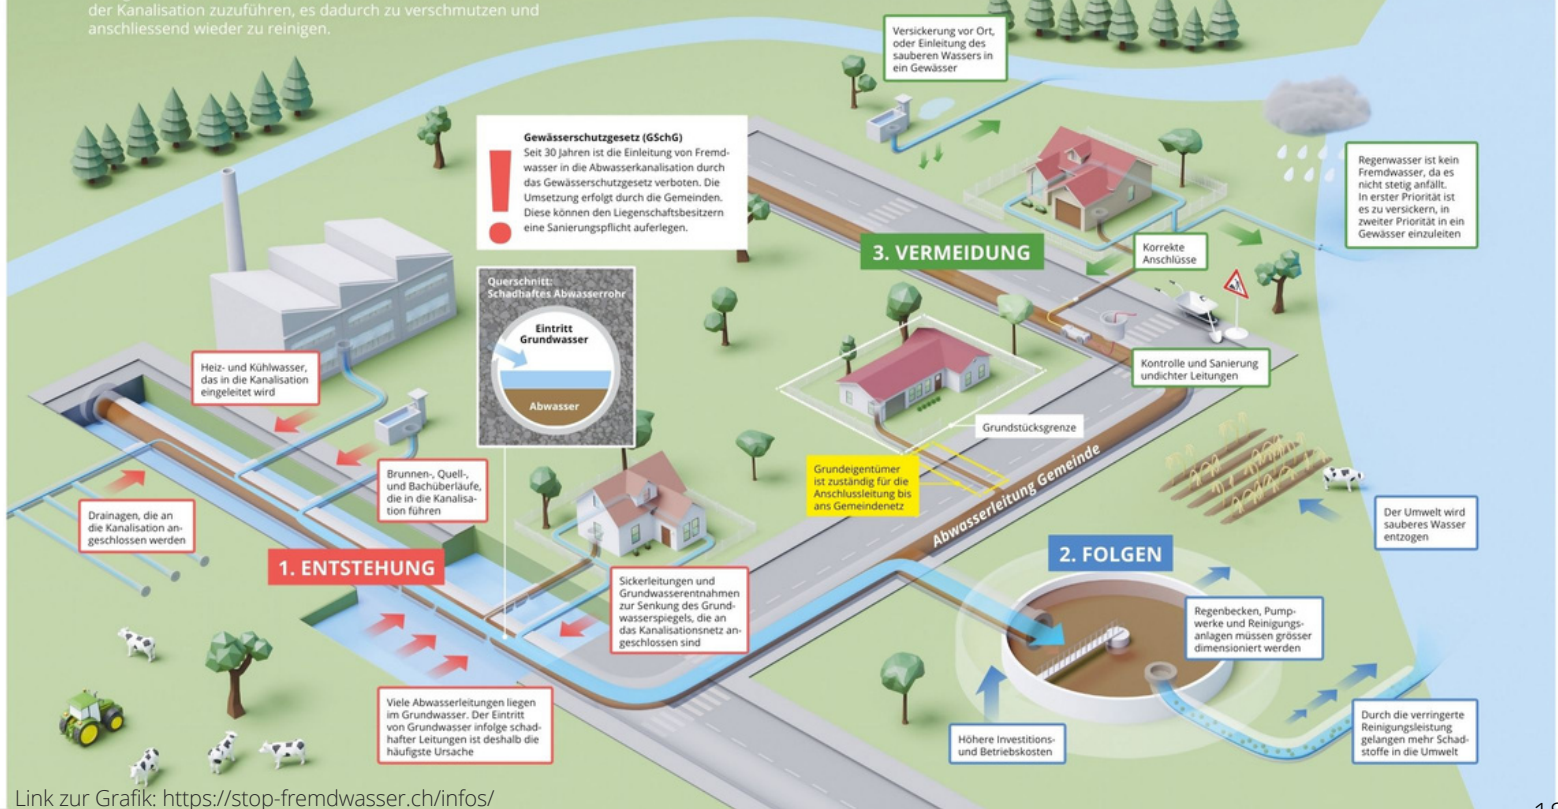 der Kanalisation zuzuführen, es dadurch zu verschmutzen und
anschliessend wieder zu reinigen.
Versickerung vor Ort,
oder Einleitung des
sauberen Wassers in
ein Gewässer
Gewässerschutzgesetz (GSchG)
Seit 30 Jahren ist die Einleitung von Fremd-
wasser in die Abwasserkanalisation durch
das Gewässerschutzgesetz verboten. Die
Umsetzung erfolgt durch die Gemeinden.
Diese können den Liegenschaftsbesitzern
eine Sanierungspflicht auferlegen.
Regenwasser ist kein
Fremdwasser, da es
nicht stetig anfällt.
In erster Priorität ist
es zu versickern, in
zweiter Priorität in ein
Gewässer einzuleiten
3. VERMEIDUNG
Korrekte
Anschlüsse
Querschnitt:
Schadhaftes Abwasserrohr
Eintritt
Grundwasser
Abwasser
Heiz- und Kühlwasser,
das in die Kanalisation
eingeleitet wird
Kontrolle und Sanierung
undichter Leitungen
Grundstücksgrenze
Brunnen-, Quell-,
und Bachüberläufe,
die in die Kanalisa-
tion führen
Grundeigentümer
ist zuständig für die
Anschlussleitung bis
ans Gemeindenetz
Abwasserleitung Gemeinde
Drainagen, die an
die Kanalisation an-
geschlossen werden
Der Umwelt wird
sauberes Wasser
entzogen
1. ENTSTEHUNG
2. FOLGEN
Sickerleitungen und
Grundwasserentnahmen
zur Senkung des Grund-
wasserspiegels, die an
das Kanalisationsnetz an-
geschlossen sind
Regenbecken, Pump-
werke und Reinigungs-
anlagen müssen grösser
dimensioniert werden
Viele Abwasserleitungen liegen
im Grundwasser. Der Eintritt
von Grundwasser infolge schad-
hafter Leitungen ist deshalb die
häufigste Ursache
Höhere Investitions-
und Betriebskosten
Durch die verringerte
Reinigungsleistung
gelangen mehr Schad-
stoffe in die Umwelt
Link zur Grafik: https://stop-fremdwasser.ch/infos/